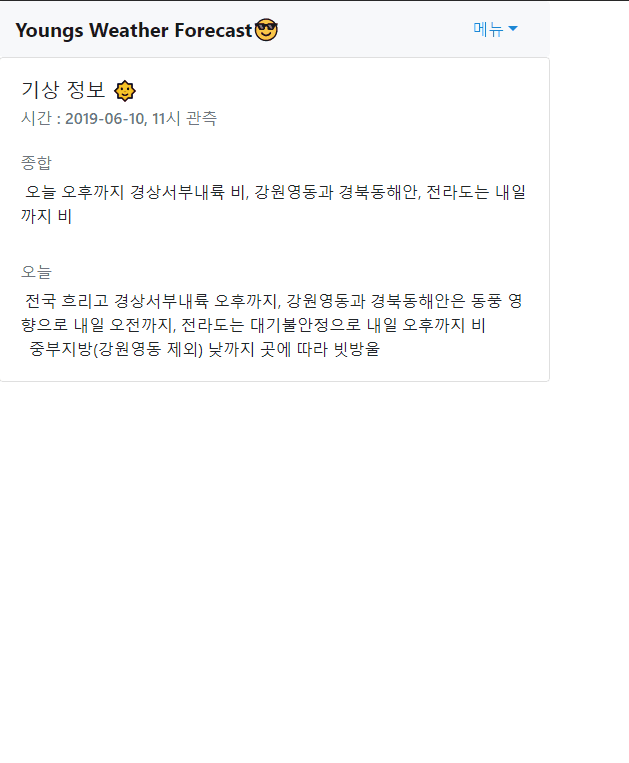 Youngs Weather Forecast😎
메뉴
기상 정보 🌞
시간 : 2019-06-10, 11시 관측
종합
오늘 오후까지 경상서부내륙 비, 강원영동과 경북동해안, 전라도는 내일
까지 비
오늘
전국 흐리고 경상서부내륙 오후까지, 강원영동과 경북동해안은 동풍 영
향으로 내일 오전까지, 전라도는 대기불안정으로 내일 오후까지 비
중부지방(강원영동 제외) 낮까지 곳에 따라 빗방울